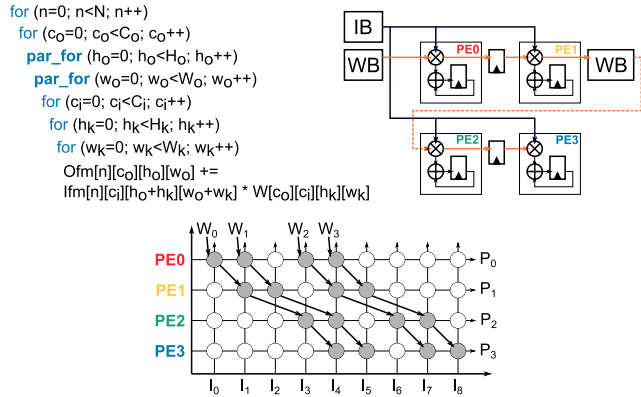 for (n=0; n<N; n++)
for (co=0; co<Co; co++)
par_for (ho=0; ho<Ho; ho++)
par_for (wo=0; wo<Wo; wo++)
for (ci=0; ci<Ci; ci++)
for (hk=0; hk<Hk; hk++)
for (wk=0; wk<Wk; wk++)
Ofm[n][co][ho][wo] +=
Ifm[n][ci][ho+hk][wo+wk] * W[co][ci][hk][wk]
IB
WB
PE0
PE1
WB
PE2
PE3
W0 W1 W2 W3
PE0 P0
PE1 P1
PE2 P2
PE3 P3
I0 I1 I2 I3 I4 I5 I6 I7 I8